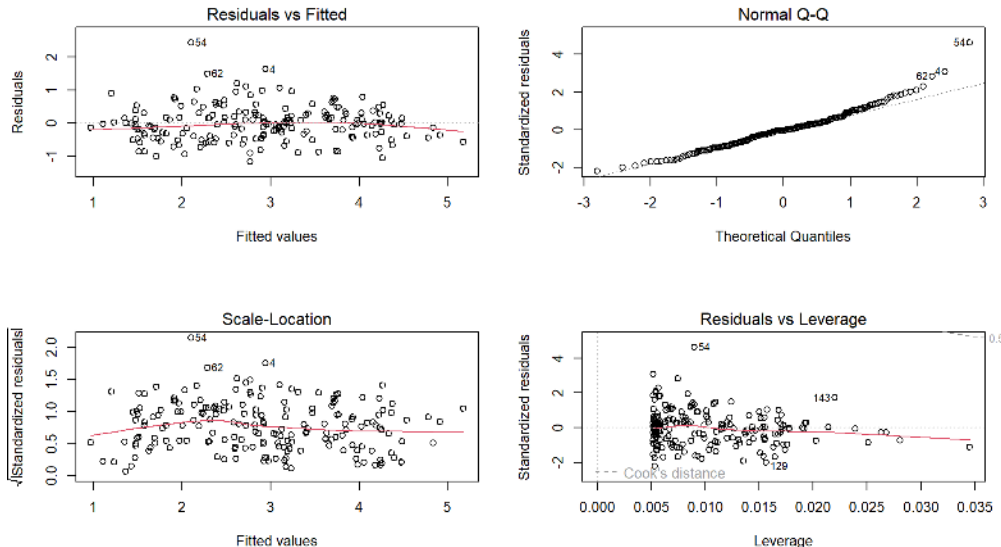 Residuals vs Fitted
Residuals
2
1
0
-1
54
62
4
1 2 3 4 5
Fitted values
Normal Q-Q
Standardized residuals
4
2
0
-2
54
62
4
-3 -2 -1 0 1 2 3
Theoretical Quantiles
Scale-Location
√|Standardized residuals|
2.0
1.5
1.0
0.5
0.0
54
62
4
1 2 3 4 5
Fitted values
Residuals vs Leverage
Standardized residuals
4
2
0
-2
54
143
129
0.5
Cook's distance
0.000 0.005 0.010 0.015 0.020 0.025 0.030 0.035
Leverage